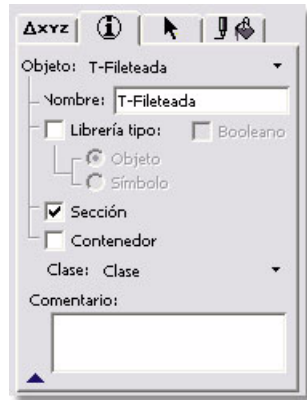 ΔXYZ
Objeto: T-Fileteada
Nombre: T-Fileteada
Librería tipo: Booleano
Objeto
Símbolo
Sección
Contenedor
Clase: Clase
Comentario: